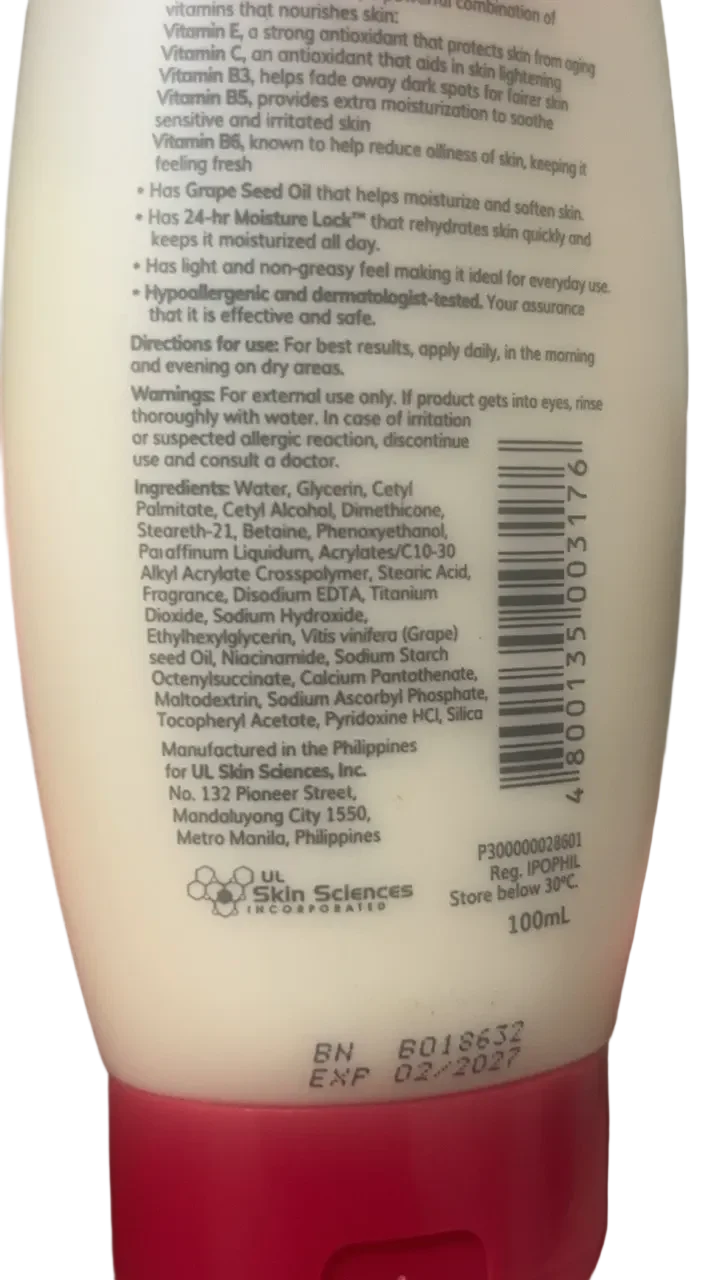 combination of
vitamins that nourishes skin:
Vitamin E, a strong antioxidant that protects skin from aging
Vitamin C, an antioxidant that aids in skin lightening
Vitamin B3, helps fade away dark spots for fairer skin
Vitamin B5, provides extra moisturization to soothe
sensitive and irritated skin
Vitamin B6, known to help reduce oiliness of skin, keeping it
feeling fresh
• Has Grape Seed Oil that helps moisturize and soften skin.
• Has 24-hr Moisture Lock™ that rehydrates skin quickly and
keeps it moisturized all day.
• Has light and non-greasy feel making it ideal for everyday use.
• Hypoallergenic and dermatologist-tested. Your assurance
that it is effective and safe.
Directions for use: For best results, apply daily, in the morning
and evening on dry areas.
Warnings: For external use only. If product gets into eyes, rinse
thoroughly with water. In case of irritation
or suspected allergic reaction, discontinue
use and consult a doctor.
Ingredients: Water, Glycerin, Cetyl
Palmitate, Cetyl Alcohol, Dimethicone,
Steareth-21, Betaine, Phenoxyethanol,
Paraffinum Liquidum, Acrylates/C10-30
Alkyl Acrylate Crosspolymer, Stearic Acid,
Fragrance, Disodium EDTA, Titanium
Dioxide, Sodium Hydroxide,
Ethylhexylglycerin, Vitis vinifera (Grape)
seed Oil, Niacinamide, Sodium Starch
Octenylsuccinate, Calcium Pantothenate,
Maltodextrin, Sodium Ascorbyl Phosphate,
Tocopheryl Acetate, Pyridoxine HCl, Silica
4800135003176
Manufactured in the Philippines
for UL Skin Sciences, Inc.
No. 132 Pioneer Street,
Mandaluyong City 1550,
Metro Manila, Philippines
UL
Skin Sciences
INCORPORATED
P300000028601
Reg. IPOPHIL
Store below 30°C.
100mL
BN B018632
EXP 02/2027